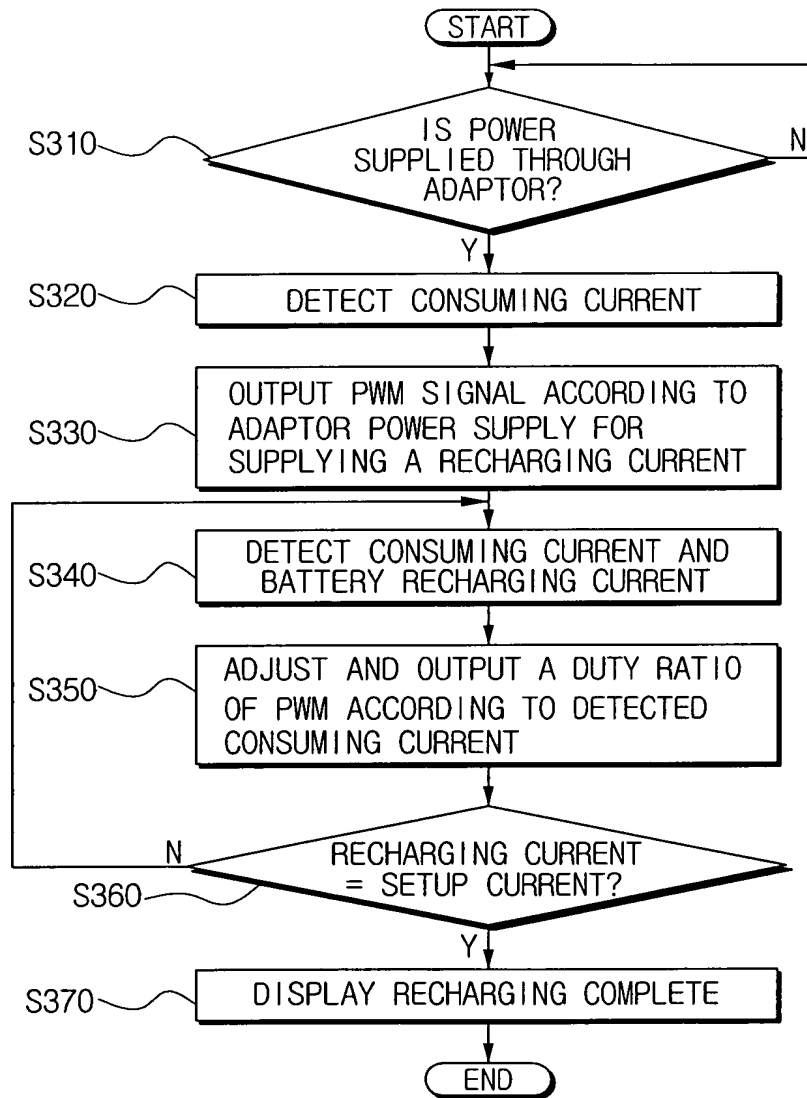 START
S310
IS POWER
SUPPLIED THROUGH
ADAPTOR?
N
Y
S320
DETECT CONSUMING CURRENT
S330
OUTPUT PWM SIGNAL ACCORDING TO
ADAPTOR POWER SUPPLY FOR
SUPPLYING A RECHARGING CURRENT
S340
DETECT CONSUMING CURRENT AND
BATTERY RECHARGING CURRENT
S350
ADJUST AND OUTPUT A DUTY RATIO
OF PWM ACCORDING TO DETECTED
CONSUMING CURRENT
N
S360
RECHARGING CURRENT
= SETUP CURRENT?
Y
S370
DISPLAY RECHARGING COMPLETE
END